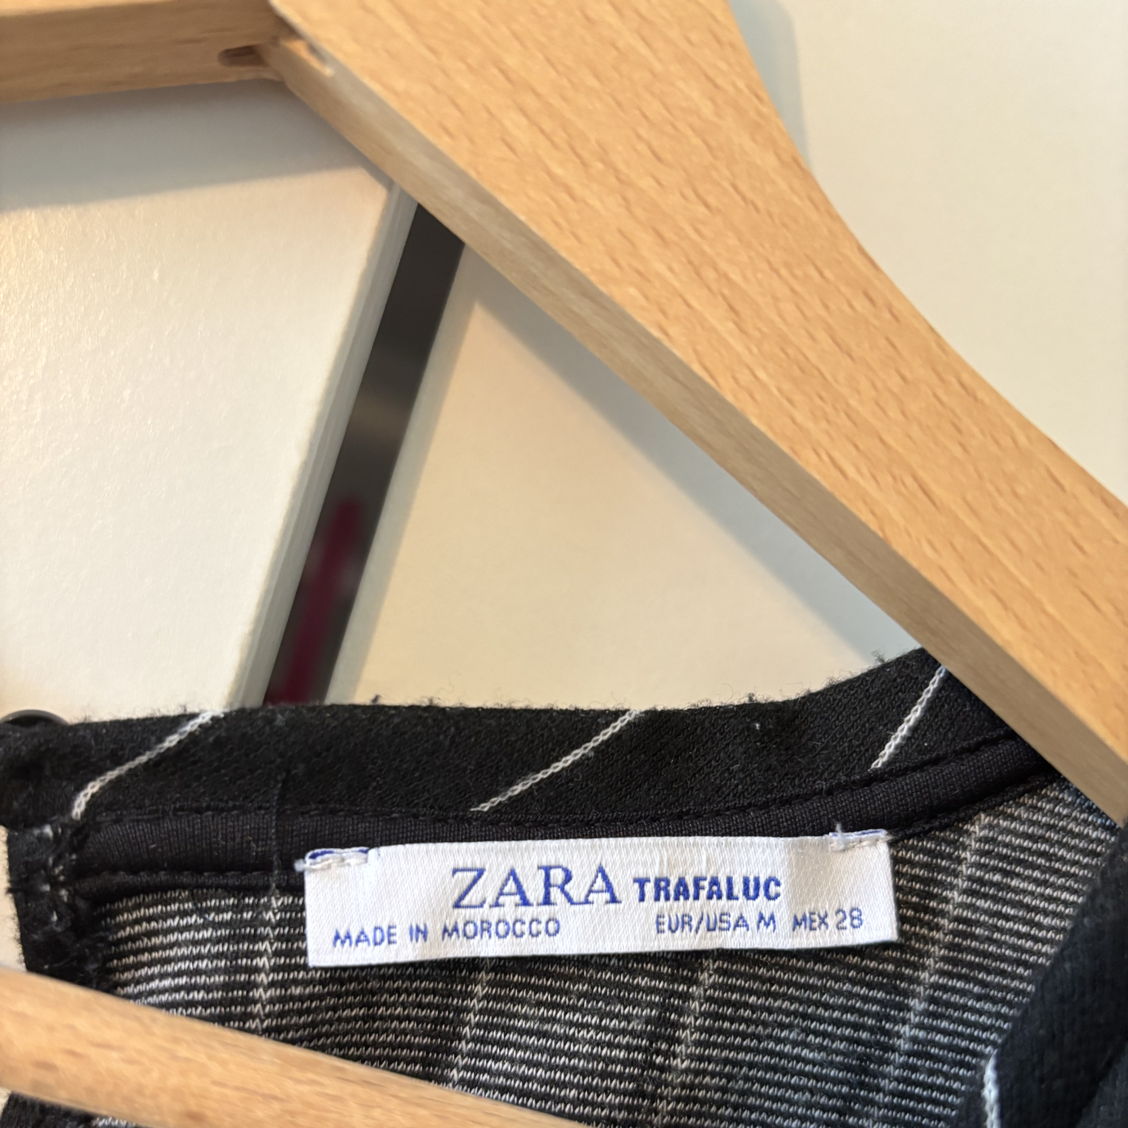 ZARA TRAFALUC
MADE IN MOROCCO EUR/USA M MEX 28